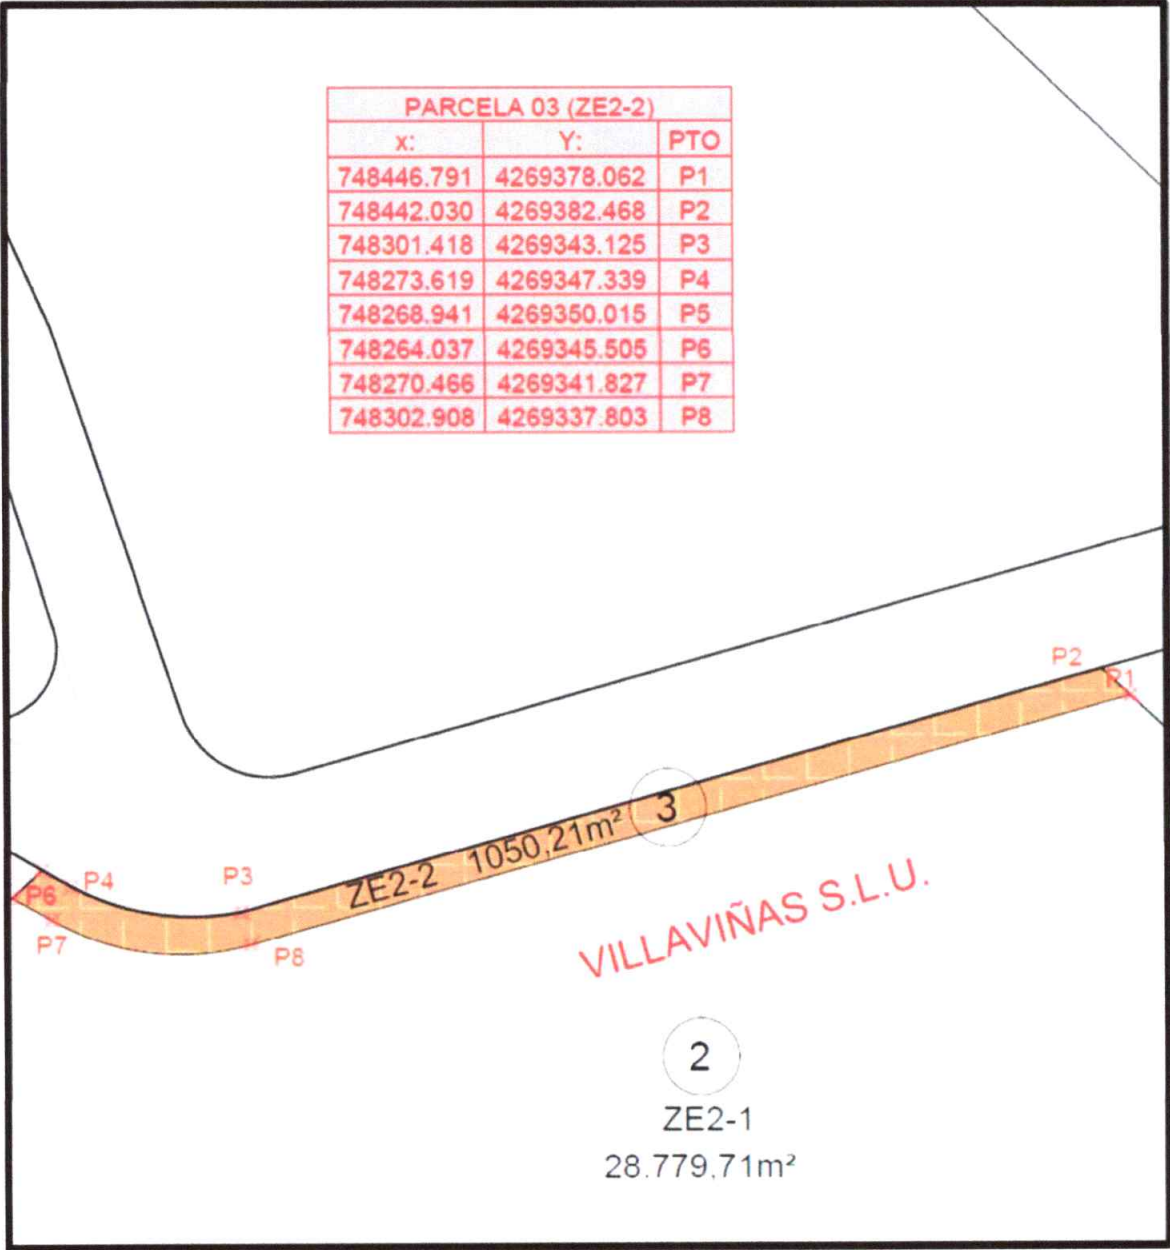 PARCELA 03 (ZE2-2)
x: Y: PTO
748446.791 4269378.062 P1
748442.030 4269382.468 P2
748301.418 4269343.125 P3
748273.619 4269347.339 P4
748268.941 4269350.015 P5
748264.037 4269345.505 P6
748270.466 4269341.827 P7
748302.908 4269337.803 P8
P2
P1
3
ZE2-2 1050,21m²
P3
P4
P6
P7
P8
VILLAVIÑAS S.L.U.
2
ZE2-1
28.779,71m²